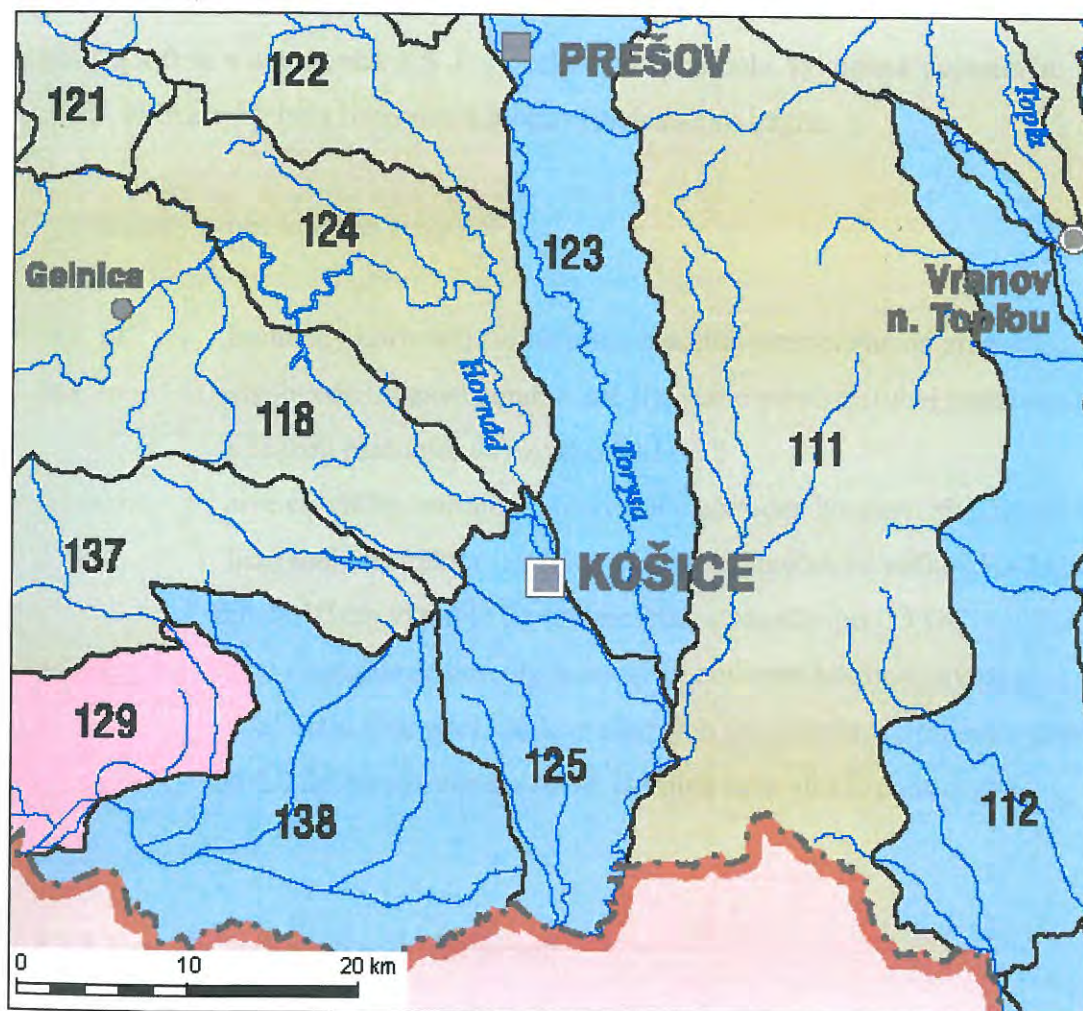 PREŠOV
122
121
Topľa
124
123
Gelnica
Vranov
n. Topľou
Hornád
118
111
Torysa
137
KOŠICE
129
125
138
112
0 10 20 km